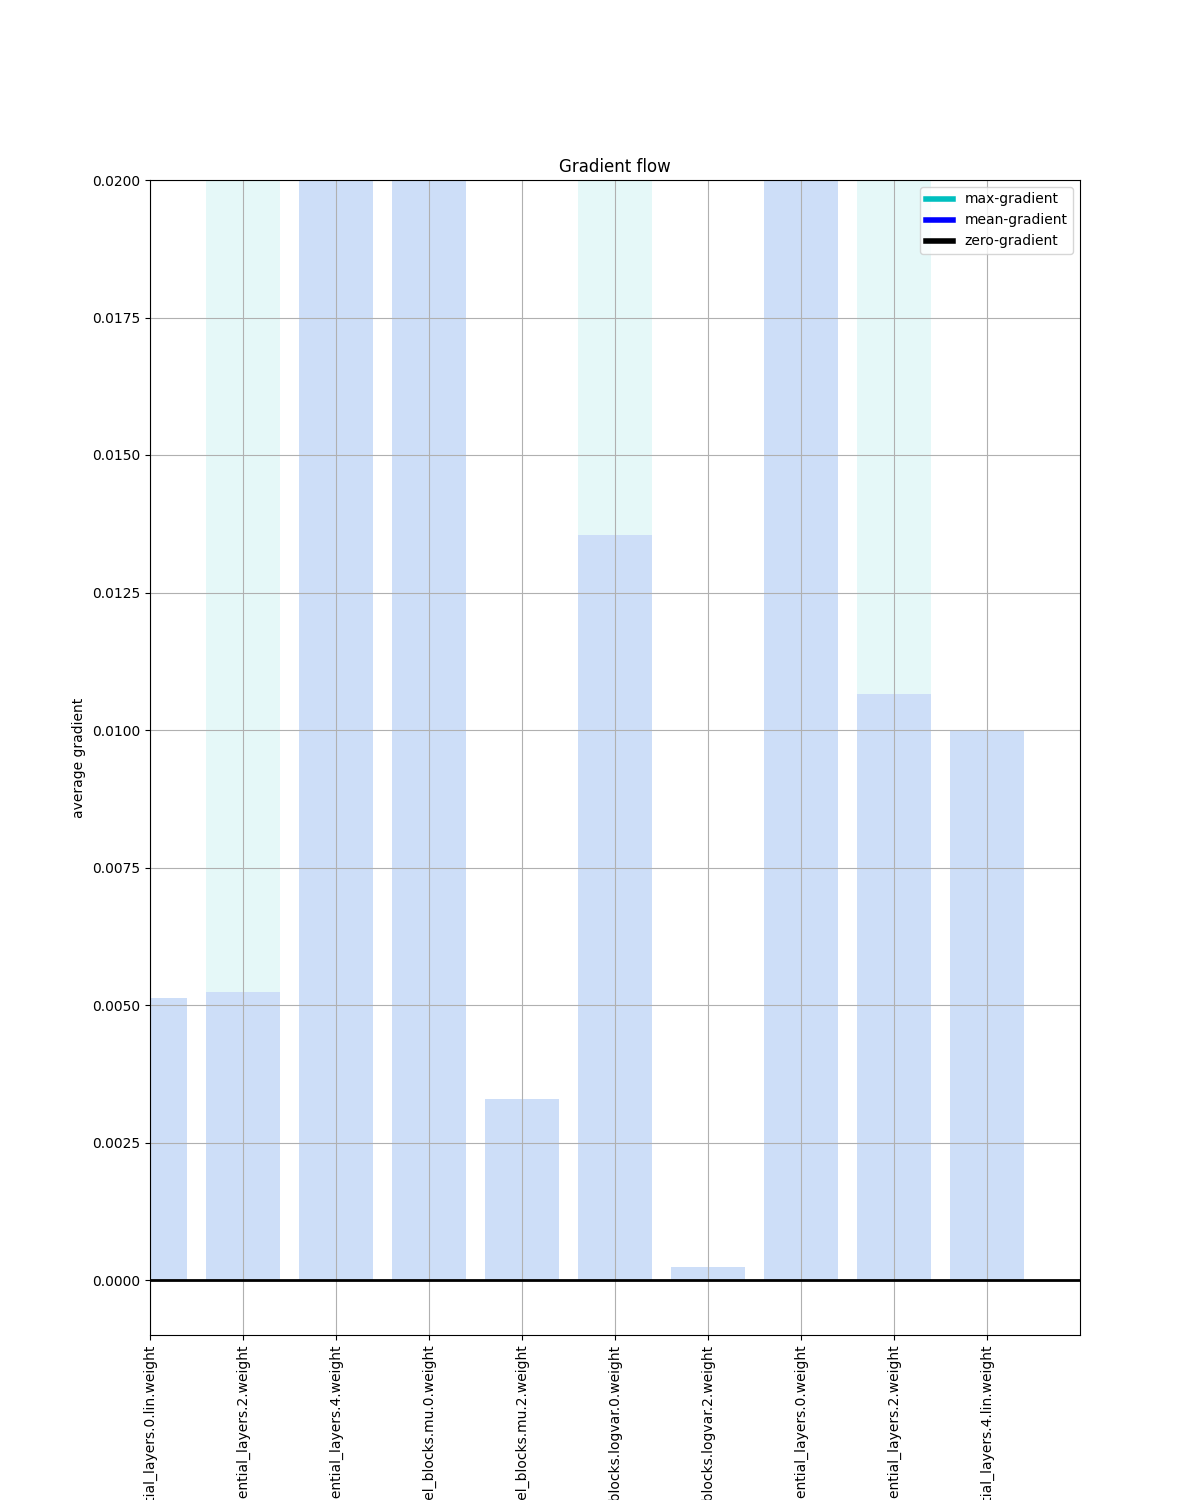 Gradient flow
max-gradient
mean-gradient
zero-gradient
average gradient
0.0200
0.0175
0.0150
0.0125
0.0100
0.0075
0.0050
0.0025
0.0000
tial_layers.0.lin.weight
ential_layers.2.weight
ential_layers.4.weight
el_blocks.mu.0.weight
el_blocks.mu.2.weight
blocks.logvar.0.weight
blocks.logvar.2.weight
ential_layers.0.weight
ential_layers.2.weight
tial_layers.4.lin.weight